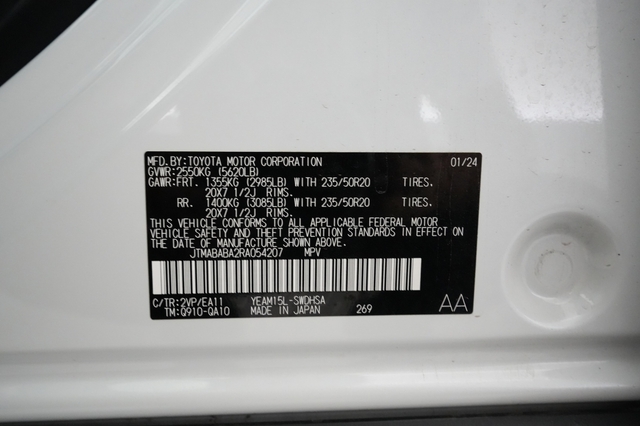 MFD.BY:TOYOTA MOTOR CORPORATION 01/24
GVWR:2550KG (5620LB)
GAWR:FRT. 1355KG (2985LB) WITH 235/50R20 TIRES.
20X7 1/2J RIMS.
RR. 1400KG (3085LB) WITH 235/50R20 TIRES.
20X7 1/2J RIMS.
THIS VEHICLE CONFORMS TO ALL APPLICABLE FEDERAL MOTOR
VEHICLE SAFETY AND THEFT PREVENTION STANDARDS IN EFFECT
ON THE DATE OF MANUFACTURE SHOWN ABOVE.
JTMABABA2RA054207 MPV
C/TR:2VP/EA11 YEAM15L-SWDHSA AA
TM:Q910-QA10 MADE IN JAPAN 269